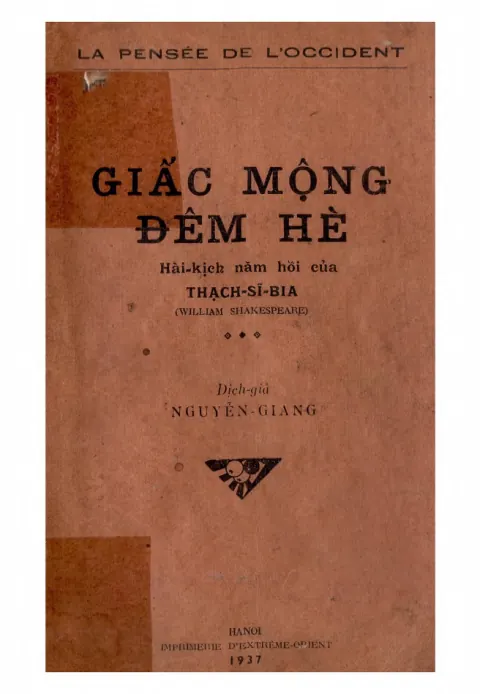 LA PENSÉE DE L'OCCIDENT
GIẤC MỘNG
ĐÊM HÈ
Hài-kịch năm hồi của
THẠCH-SĨ-BIA
(WILLIAM SHAKESPEARE)
Dịch-giả
NGUYỄN-GIANG
HANOI
IMPRIMERIE D'EXTRÊME-ORIENT
1937